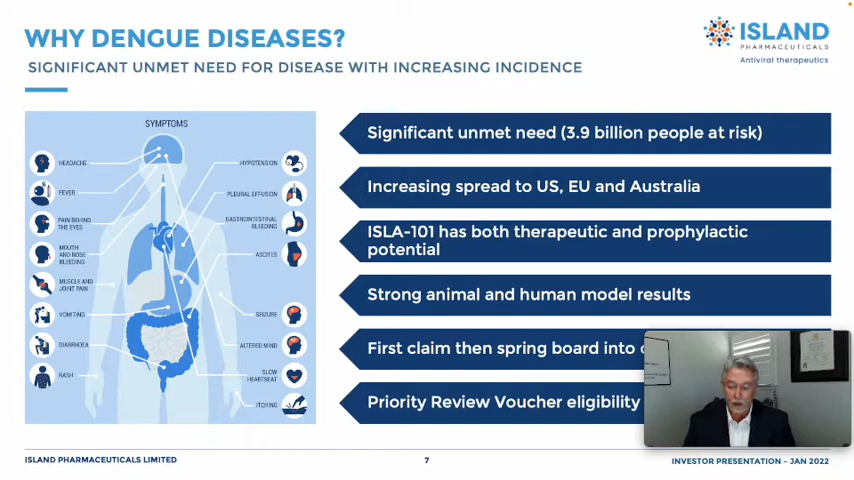 WHY DENGUE DISEASES?
SIGNIFICANT UNMET NEED FOR DISEASE WITH INCREASING INCIDENCE
ISLAND
PHARMACEUTICALS
Antiviral therapeutics
SYMPTOMS
HEADACHE
FEVER
PAIN BEHIND
THE EYES
MOUTH
AND NOSE
BLEEDING
MUSCLE AND
JOINT PAIN
VOMITING
DIARRHOEA
RASH
HYPOTENSION
PLEURAL EFFUSION
GASTROINTESTINAL
BLEEDING
ASCITES
SEIZURE
ALTERED MIND
SLOW
HEARTBEAT
ITCHING
Significant unmet need (3.9 billion people at risk)
Increasing spread to US, EU and Australia
ISLA-101 has both therapeutic and prophylactic
potential
Strong animal and human model results
First claim then spring board into
Priority Review Voucher eligibility
ISLAND PHARMACEUTICALS LIMITED
7
INVESTOR PRESENTATION – JAN 2022